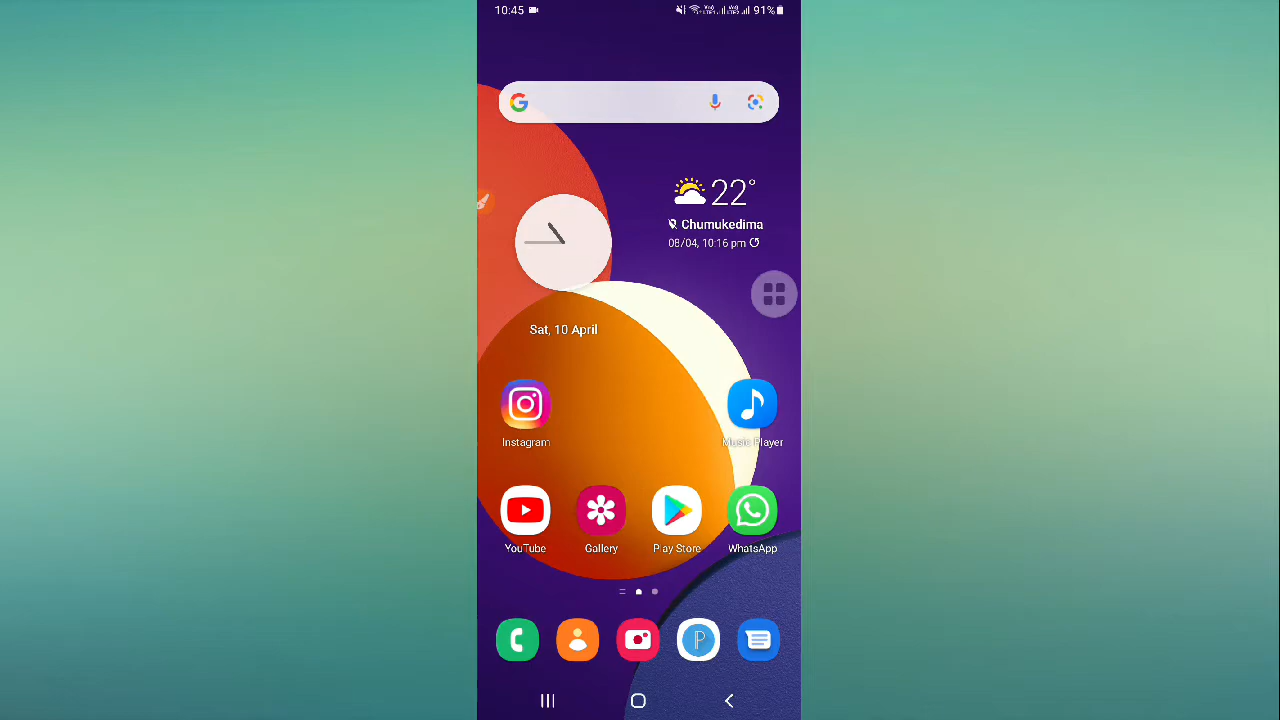 10:45
91%
22°
Chumukedima
08/04, 10:16 pm
Sat, 10 April
Instagram
Music Player
YouTube
Gallery
Play Store
WhatsApp